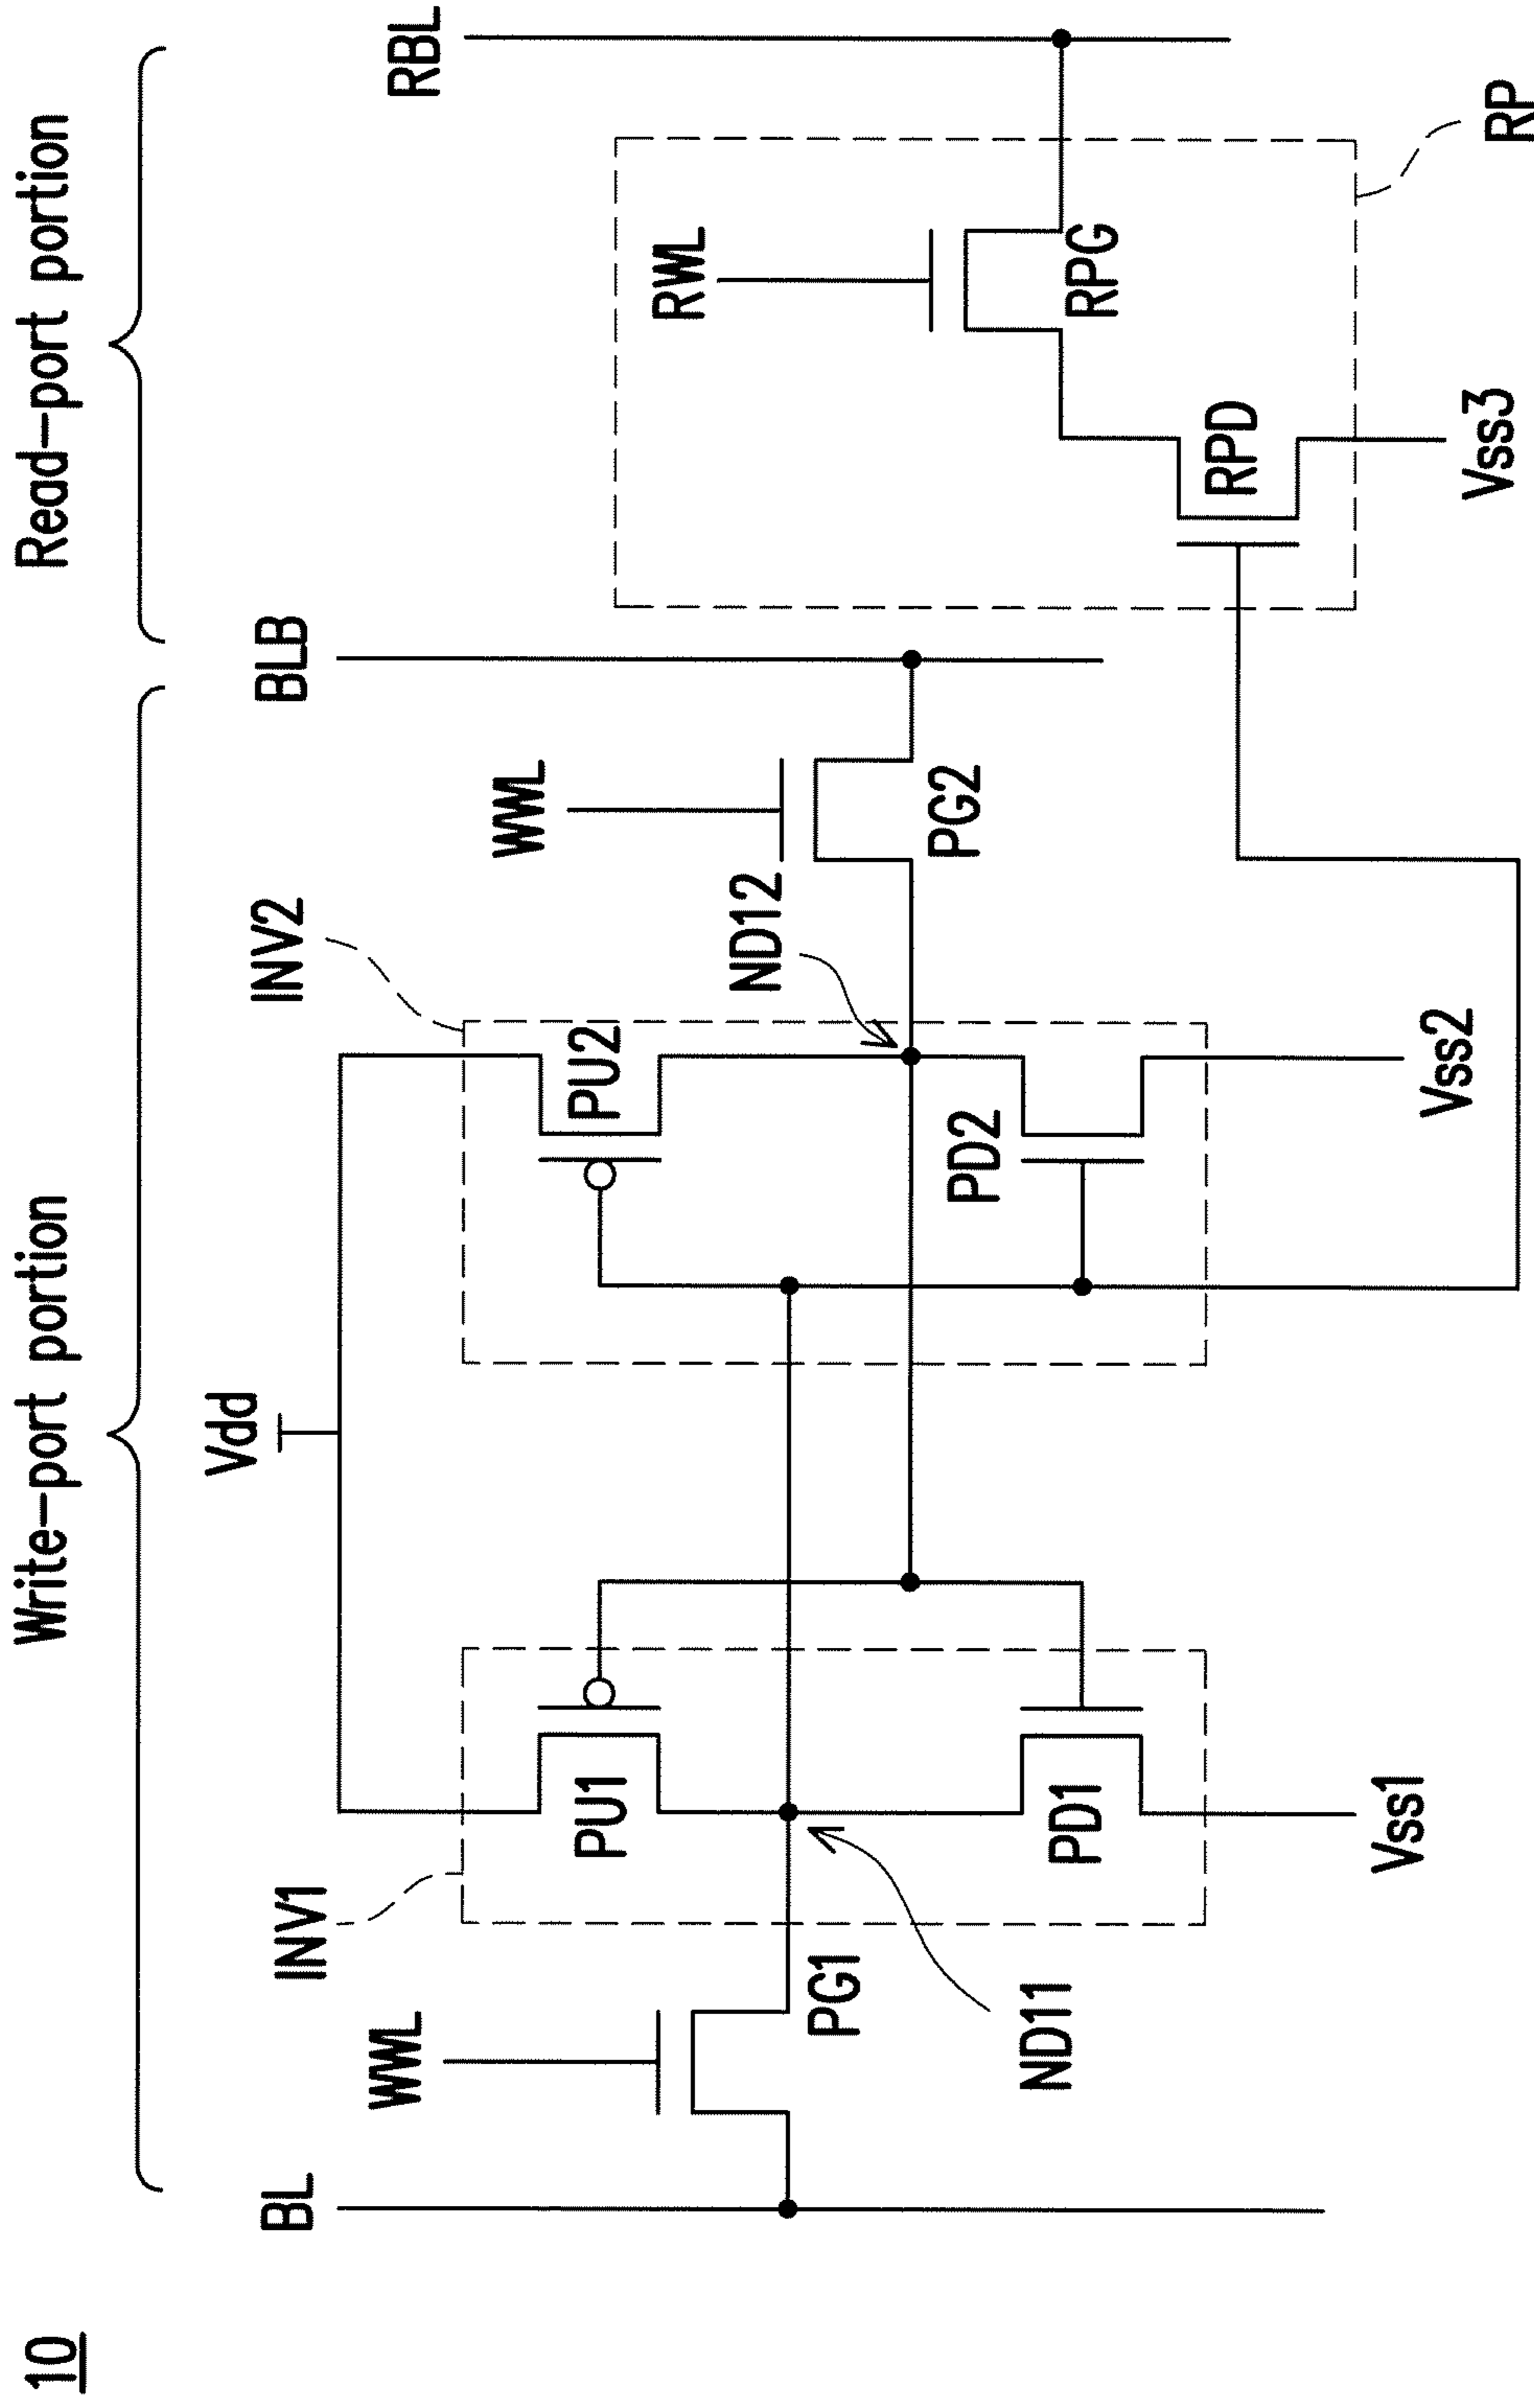 10
Write-port portion
Read-port portion
Vdd
BL
INV1
INV2
BLB
RBL
WWL
WWL
RWL
PU1
PU2
ND12
PG1
PG2
RPG
ND11
PD1
PD2
RPD
Vss1
Vss2
Vss3
RP